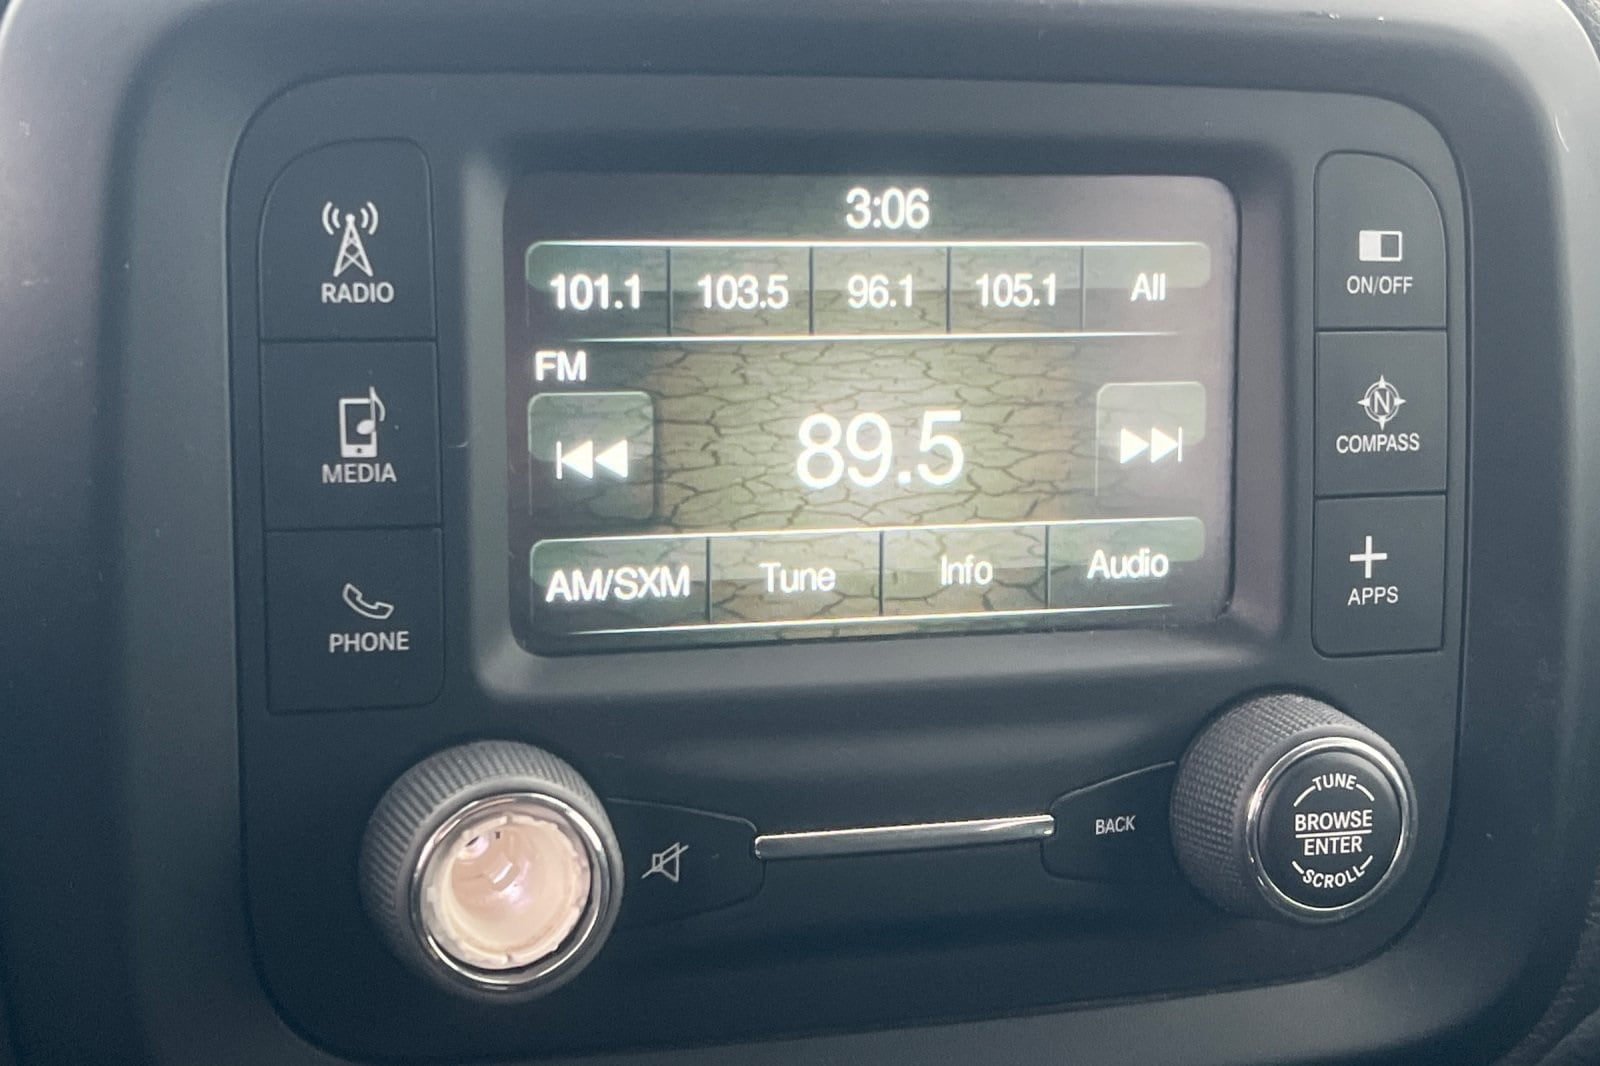 3:06
101.1 103.5 96.1 105.1 All
FM
89.5
AM/SXM Tune Info Audio
RADIO
MEDIA
PHONE
ON/OFF
N
COMPASS
APPS
BACK
TUNE
BROWSE
ENTER
SCROLL